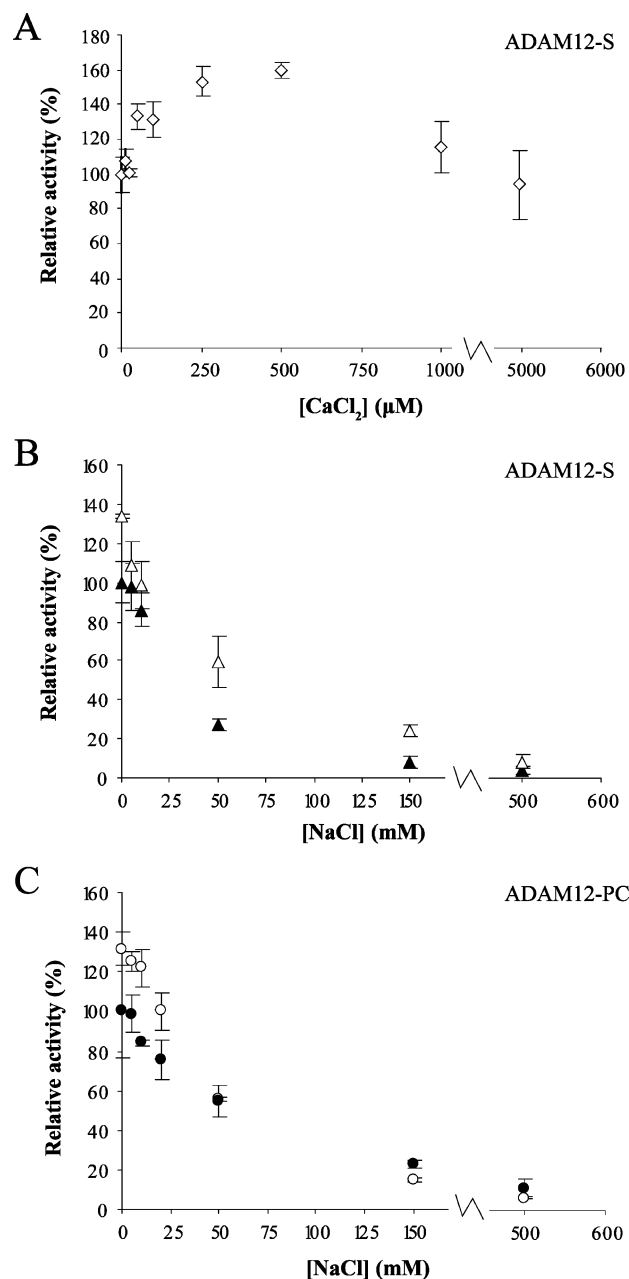 A
ADAM12-S
Relative activity (%)
180
160
140
120
100
80
60
40
20
0
0 250 500 750 1000 5000 6000
[CaCl₂] (µM)
B
ADAM12-S
Relative activity (%)
160
140
120
100
80
60
40
20
0
0 25 50 75 100 125 150 500 600
[NaCl] (mM)
C
ADAM12-PC
Relative activity (%)
160
140
120
100
80
60
40
20
0
0 25 50 75 100 125 150 500 600
[NaCl] (mM)